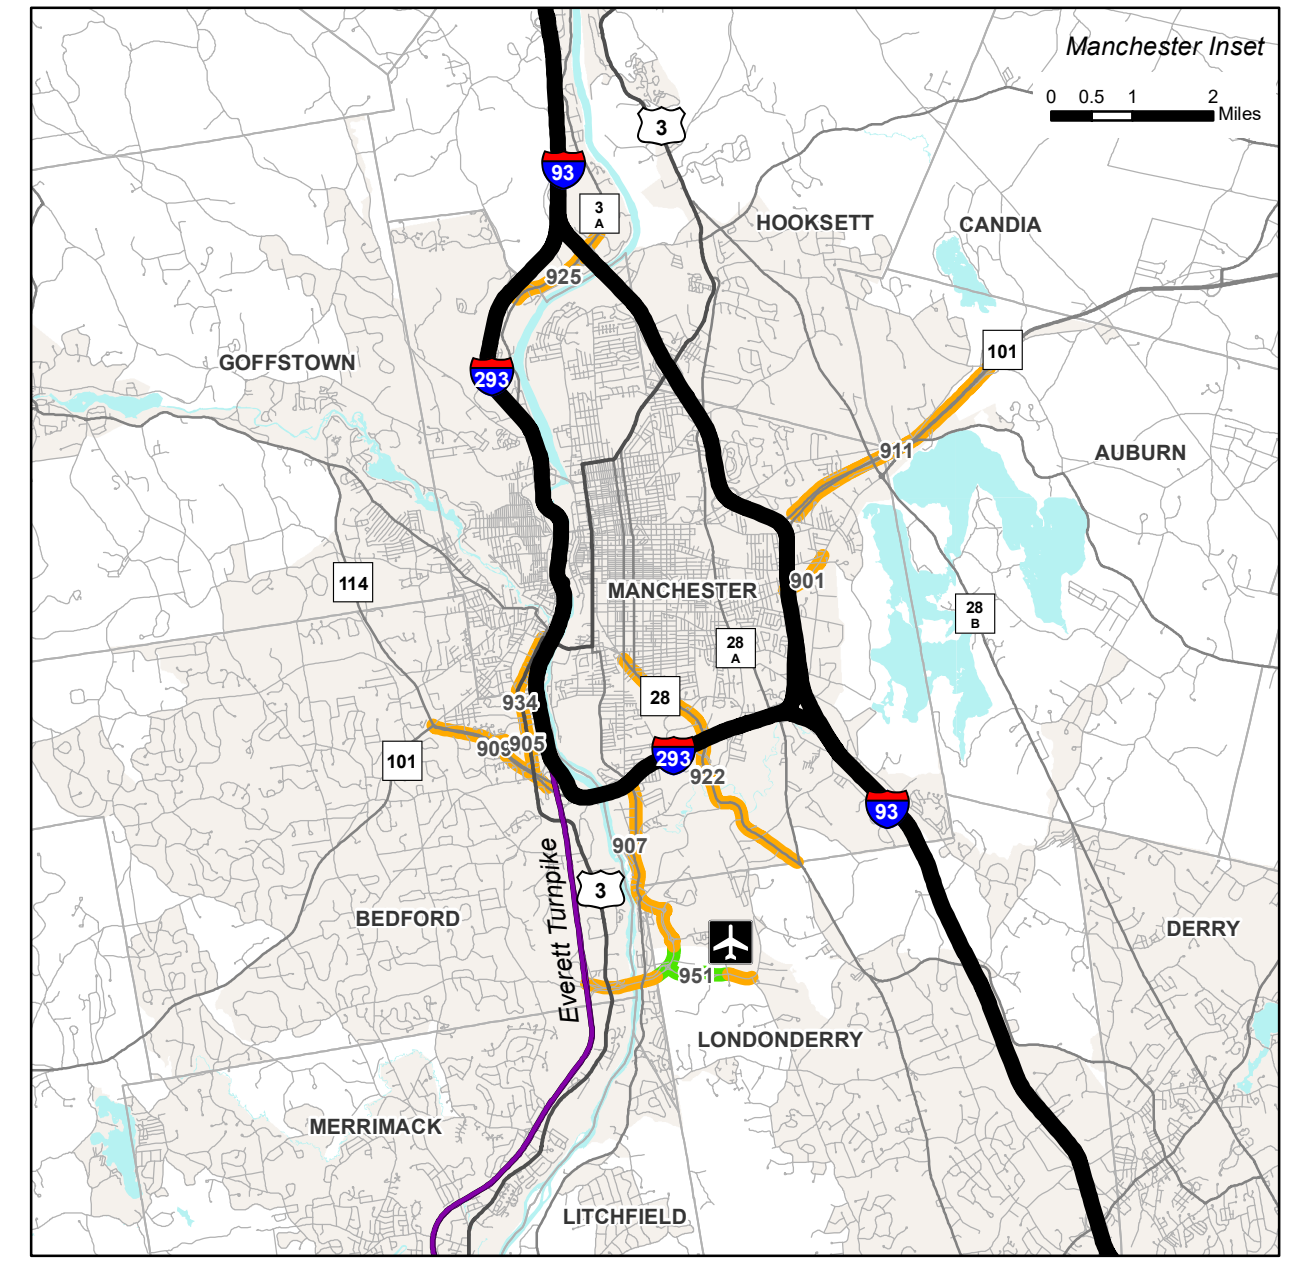 Manchester Inset
0 0.5 1 2
Miles
3
93
3
A
HOOKSETT
CANDIA
925
101
GOFFSTOWN
293
911
AUBURN
114
901
MANCHESTER
28
B
28
A
934
28
909
905
101
293
922
93
907
Everett Turnpike
3
BEDFORD
DERRY
951
LONDONDERRY
MERRIMACK
LITCHFIELD